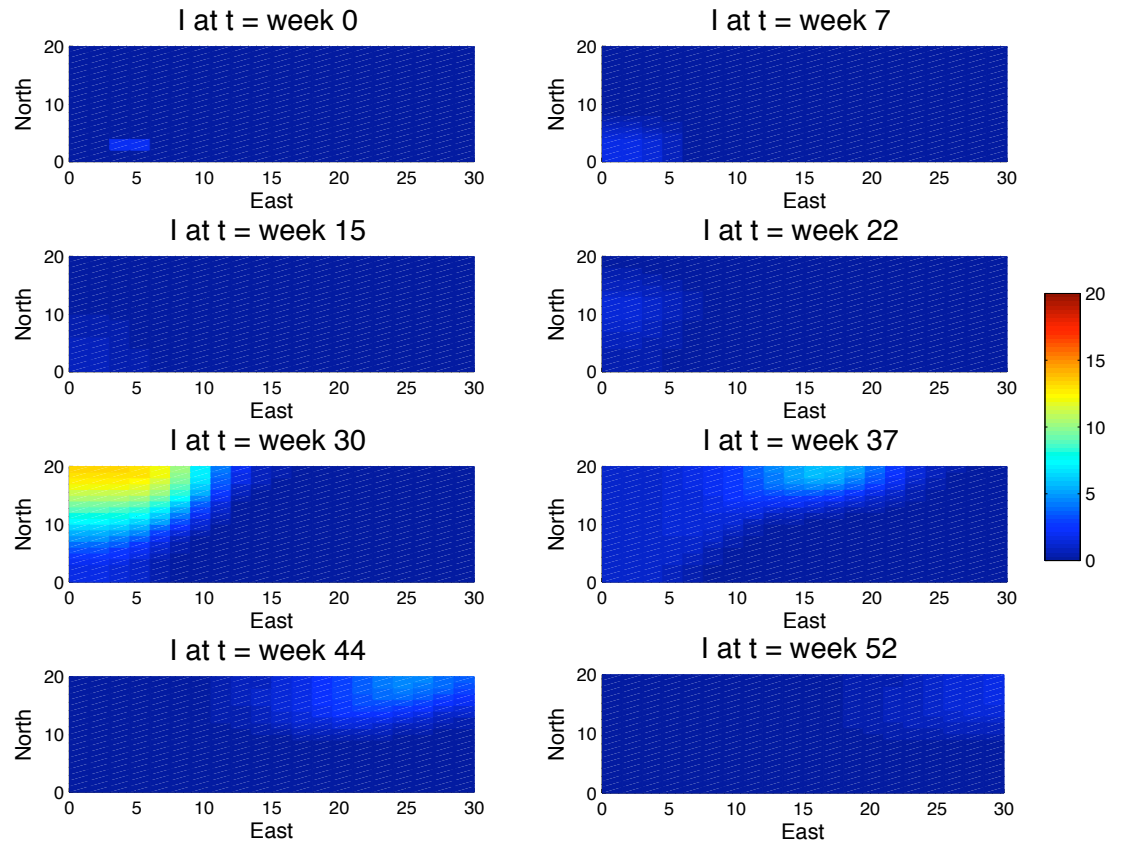 I at t = week 0
20
10
0
North
0 5 10 15 20 25 30
East
I at t = week 7
20
10
0
North
0 5 10 15 20 25 30
East
I at t = week 15
20
10
0
North
0 5 10 15 20 25 30
East
I at t = week 22
20
10
0
North
0 5 10 15 20 25 30
East
I at t = week 30
20
10
0
North
0 5 10 15 20 25 30
East
I at t = week 37
20
10
0
North
0 5 10 15 20 25 30
East
I at t = week 44
20
10
0
North
0 5 10 15 20 25 30
East
I at t = week 52
20
10
0
North
0 5 10 15 20 25 30
East
20
15
10
5
0